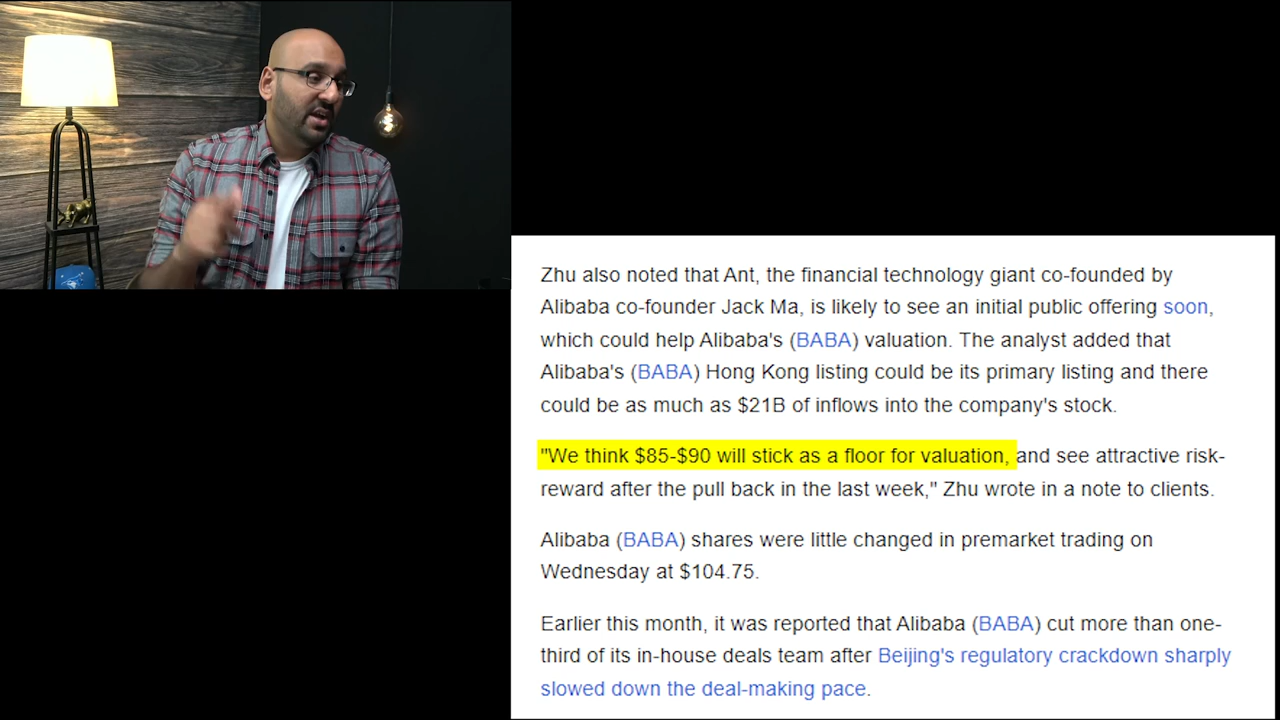 Zhu also noted that Ant, the financial technology giant co-founded by
Alibaba co-founder Jack Ma, is likely to see an initial public offering soon,
which could help Alibaba's (BABA) valuation. The analyst added that
Alibaba's (BABA) Hong Kong listing could be its primary listing and there
could be as much as $21B of inflows into the company's stock.
"We think $85-$90 will stick as a floor for valuation, and see attractive risk-
reward after the pull back in the last week," Zhu wrote in a note to clients.
Alibaba (BABA) shares were little changed in premarket trading on
Wednesday at $104.75.
Earlier this month, it was reported that Alibaba (BABA) cut more than one-
third of its in-house deals team after Beijing's regulatory crackdown sharply
slowed down the deal-making pace.